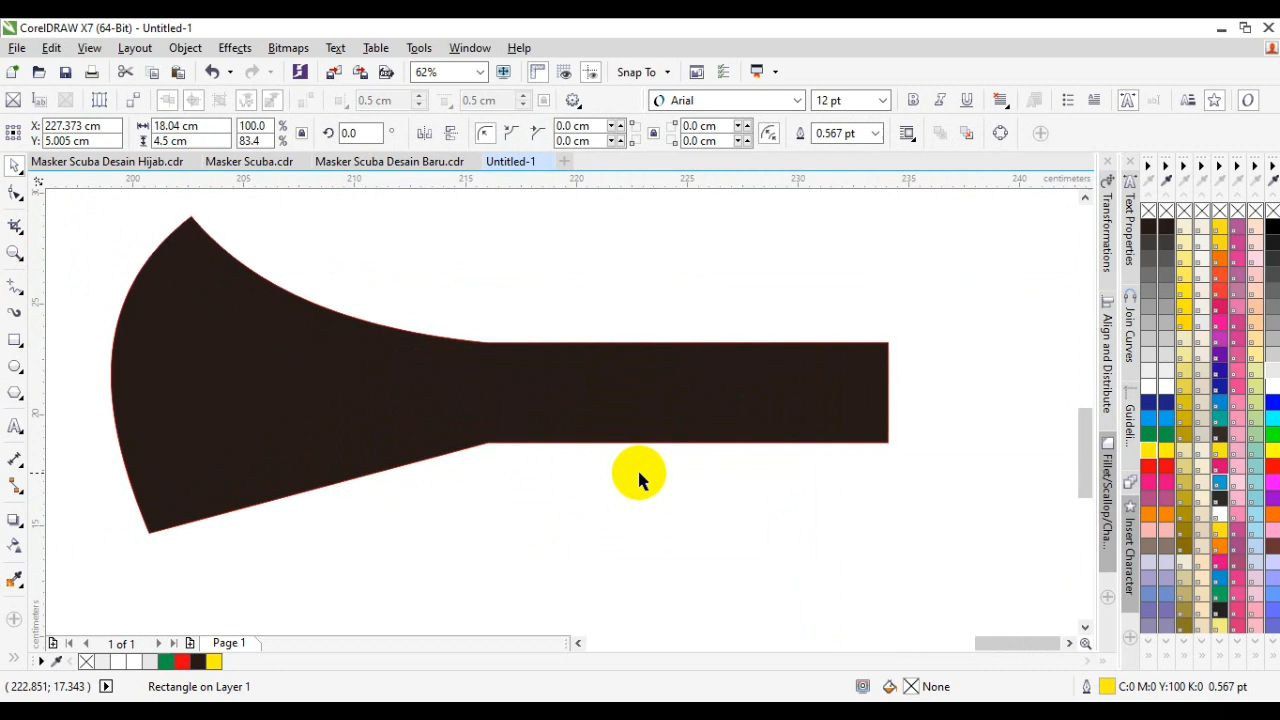 CorelDRAW X7 (64-Bit) - Untitled-1
File Edit View Layout Object Effects Bitmaps Text Table Tools Window Help
62% Snap To
0.5 cm 0.5 cm Arial 12 pt
X: 227.373 cm 18.04 cm 100.0 % 0.0 ° 0.0 cm 0.0 cm 0.567 pt
Y: 5.005 cm 4.5 cm 83.4 % 0.0 cm 0.0 cm
Masker Scuba Desain Hijab.cdr Masker Scuba.cdr Masker Scuba Desain Baru.cdr Untitled-1
200 205 210 215 220 225 230 235 240 centimeters
25
20
15
centimeters
Transformations
Align and Distribute
Fillet/Scallop/Cha...
Text Properties
Join Curves
Guideli...
Insert Character
1 of 1 Page 1
( 222.851; 17.343 ) Rectangle on Layer 1 None C:0 M:0 Y:100 K:0 0.567 pt